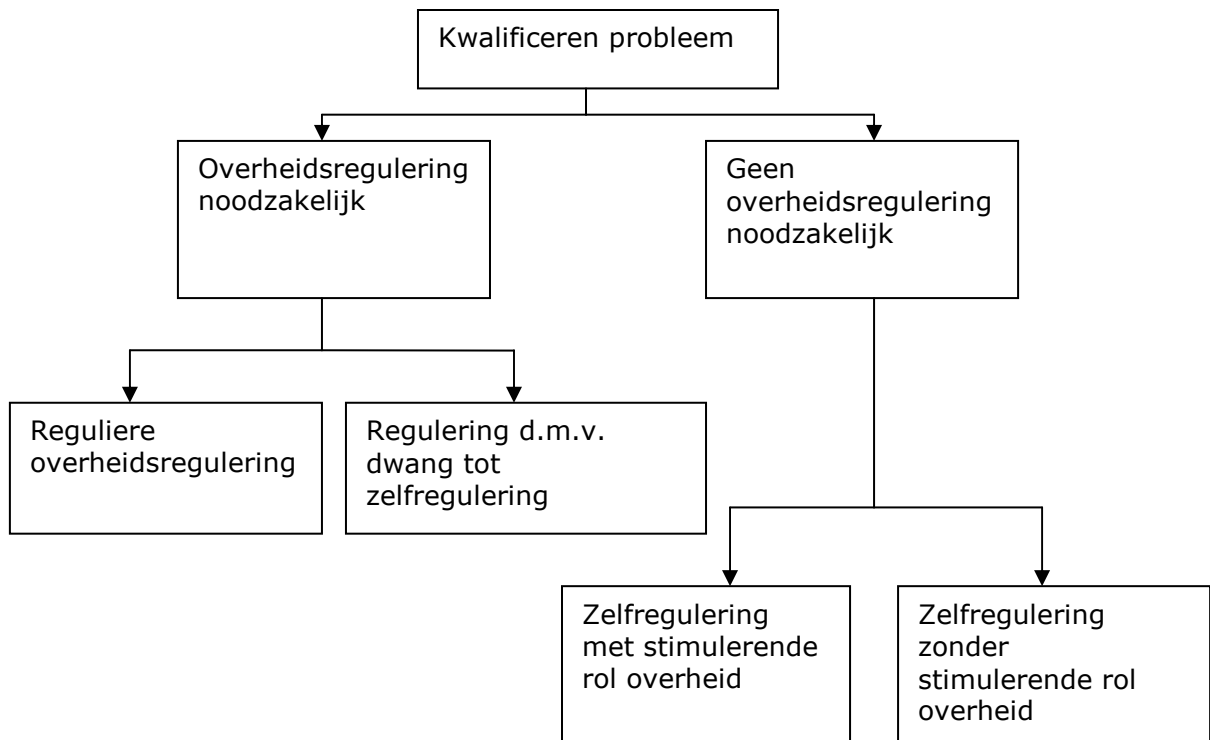 Kwalificeren probleem
Overheidsregulering
noodzakelijk
Geen
overheidsregulering
noodzakelijk
Reguliere
overheidsregulering
Regulering d.m.v.
dwang tot
zelfregulering
Zelfregulering
met stimulerende
rol overheid
Zelfregulering
zonder
stimulerende rol
overheid